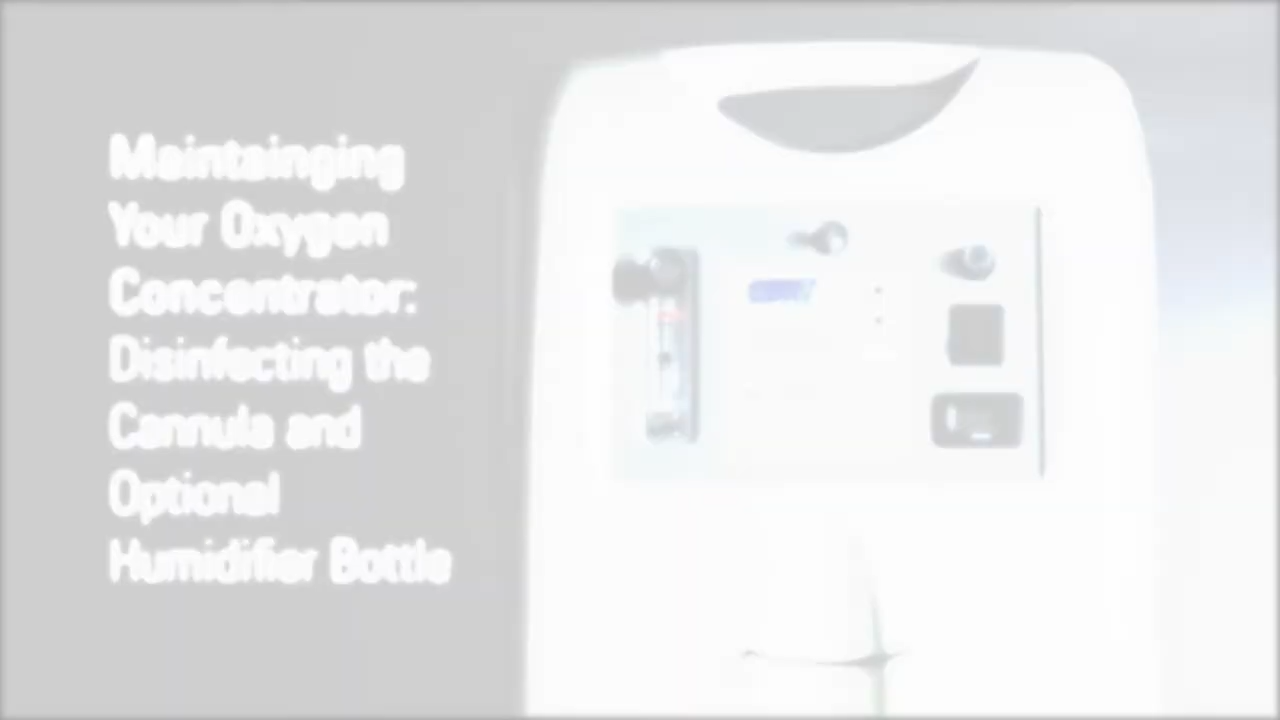 Maintainging
Your Oxygen
Concentrator:
Disinfecting the
Cannula and
Optional
Humidifier Bottle